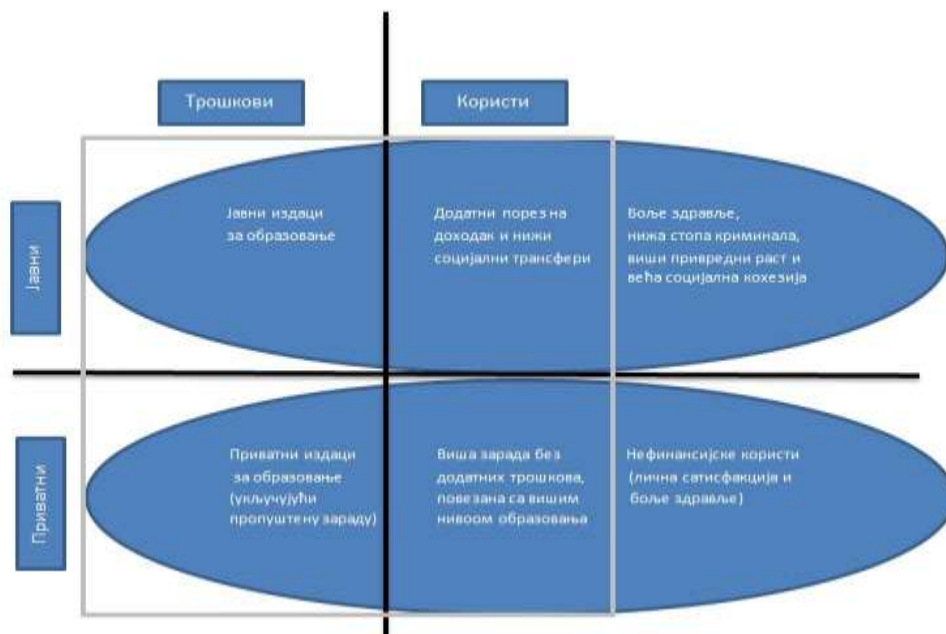 Трошкови
Користи
Јавни
Јавни издаци
за образовање
Додатни порез на
доходак и нижи
социјални трансфери
Боље здравље,
нижа стопа криминала,
виши привредни раст и
већа социјална кохезија
Приватни
Приватни издаци
за образовање
(укључујући
пропуштену зараду)
Виша зарада без
додатних трошкова,
повезана са вишим
нивоом образовања
Нефинансијске користи
(лична сатисфакција и
боље здравље)